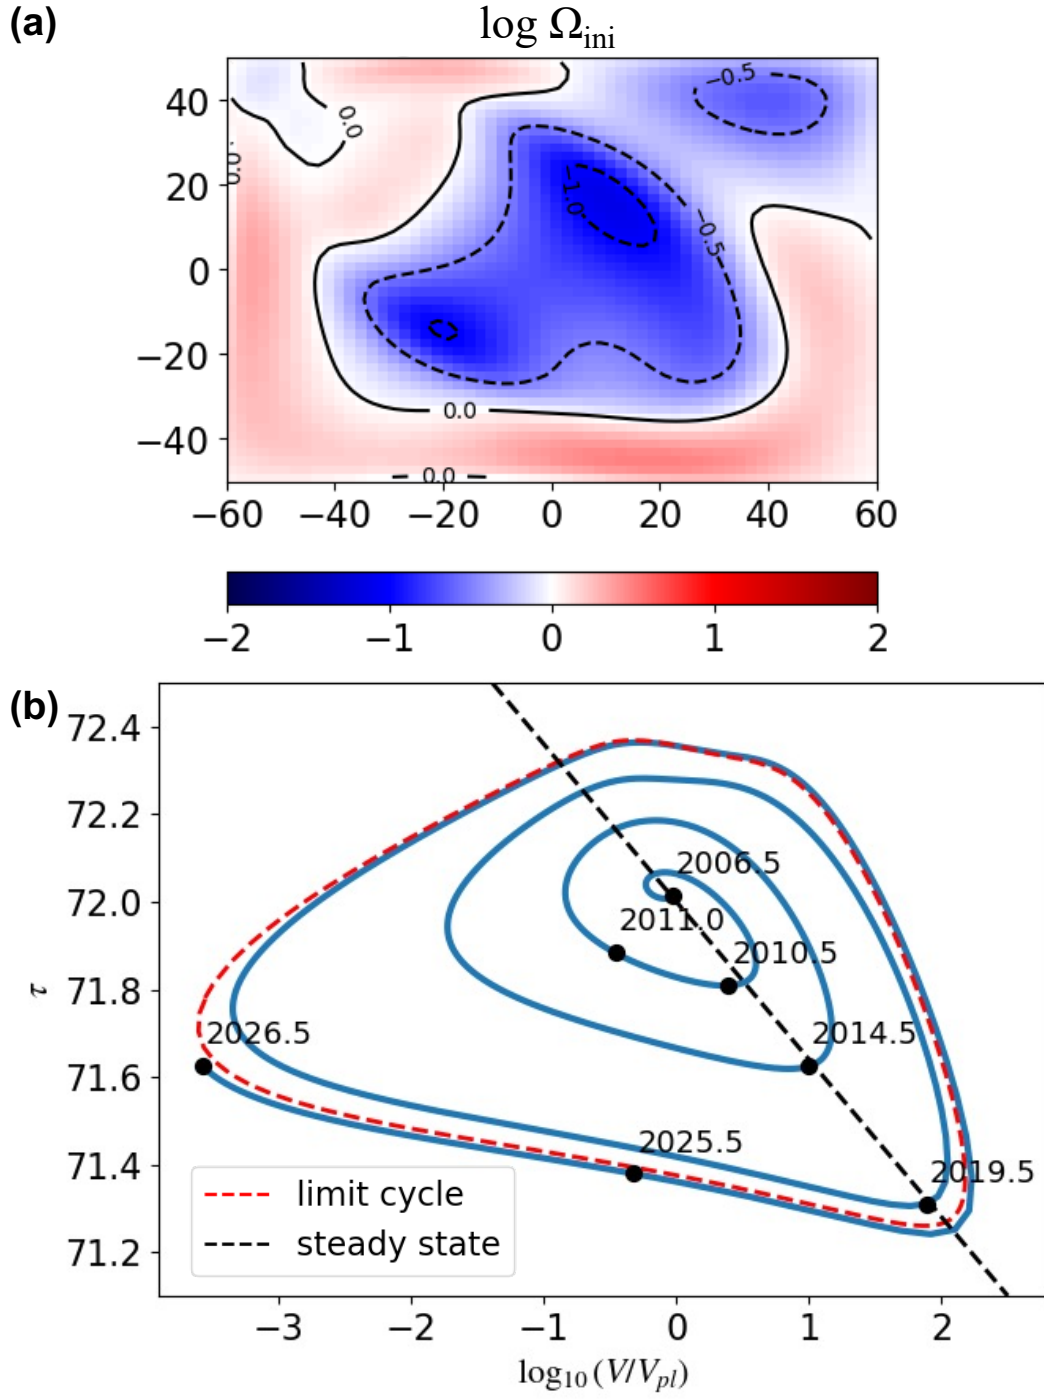 (a)
log Ωini
40
20
0
−20
−40
−0.5
0.0
0.0
−1.0
−0.5
0.0
0.0
−60 −40 −20 0 20 40 60
−2 −1 0 1 2
(b)
72.4
72.2
72.0
71.8
71.6
71.4
71.2
τ
2006.5
2011.0
2010.5
2014.5
2026.5
2025.5
2019.5
limit cycle
steady state
−3 −2 −1 0 1 2
log10 (V/Vpl)